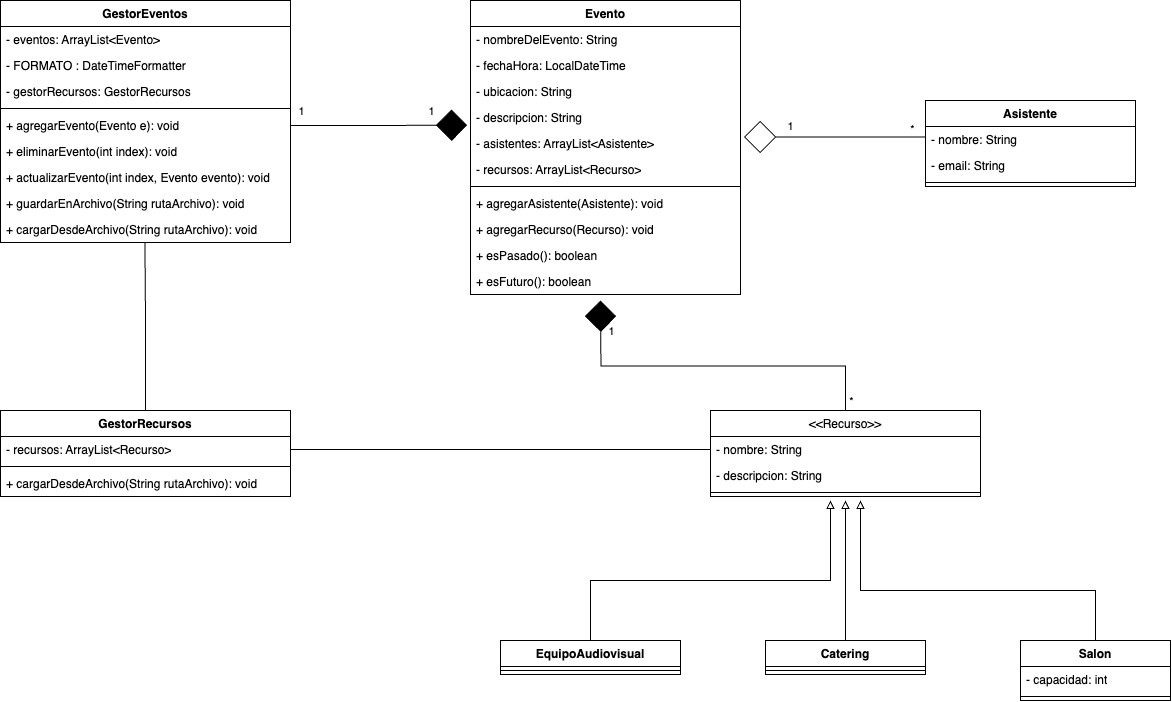 GestorEventos
- eventos: ArrayList<Evento>
- FORMATO : DateTimeFormatter
- gestorRecursos: GestorRecursos
+ agregarEvento(Evento e): void
+ eliminarEvento(int index): void
+ actualizarEvento(int index, Evento evento): void
+ guardarEnArchivo(String rutaArchivo): void
+ cargarDesdeArchivo(String rutaArchivo): void
1
1
Evento
- nombreDelEvento: String
- fechaHora: LocalDateTime
- ubicacion: String
- descripcion: String
- asistentes: ArrayList<Asistente>
- recursos: ArrayList<Recurso>
+ agregarAsistente(Asistente): void
+ agregarRecurso(Recurso): void
+ esPasado(): boolean
+ esFuturo(): boolean
1
*
Asistente
- nombre: String
- email: String
1
*
GestorRecursos
- recursos: ArrayList<Recurso>
+ cargarDesdeArchivo(String rutaArchivo): void
<<Recurso>>
- nombre: String
- descripcion: String
EquipoAudiovisual
Catering
Salon
- capacidad: int